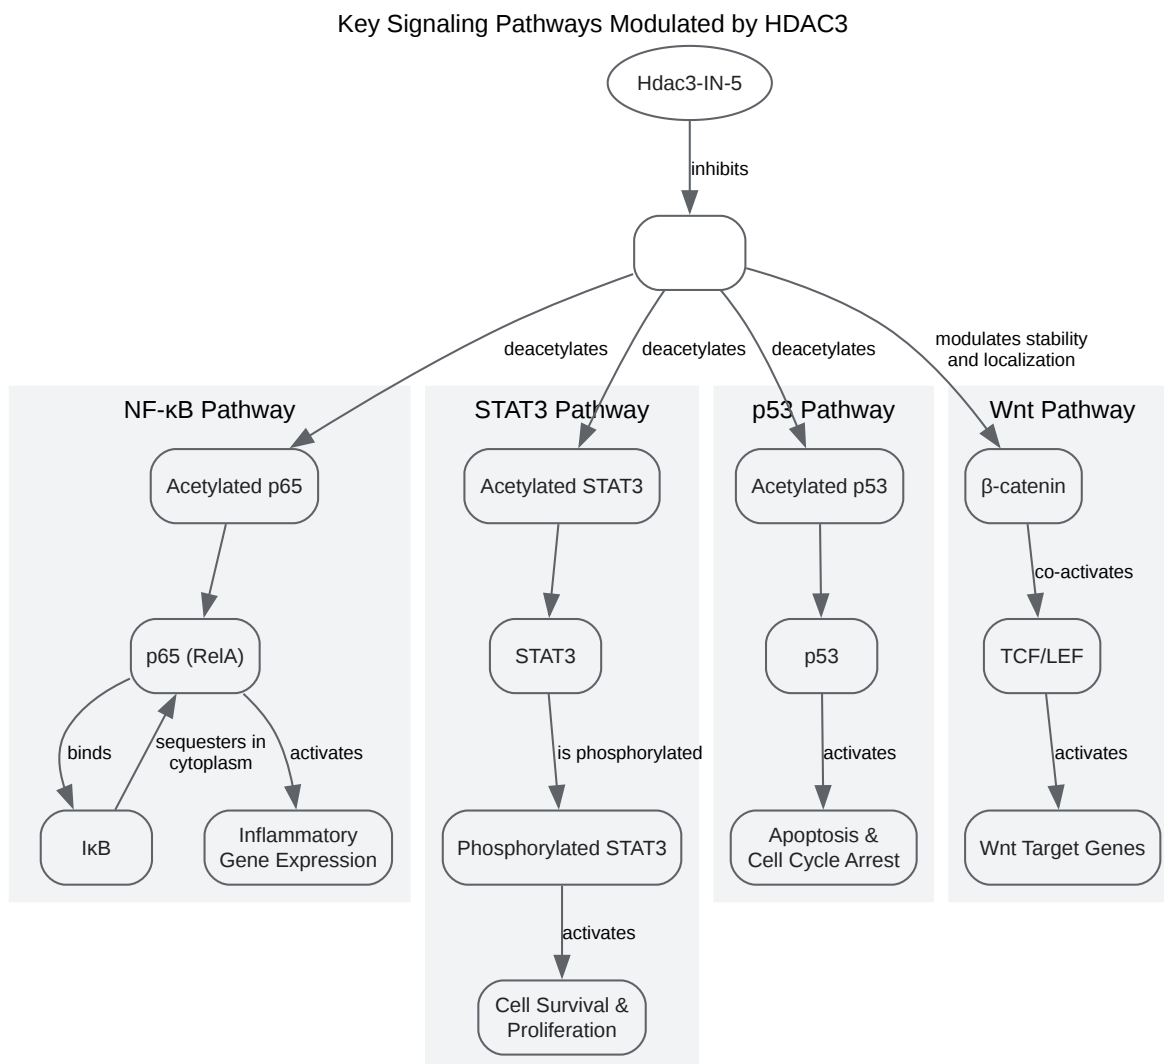 Key Signaling Pathways Modulated by HDAC3
Hdac3-IN-5
inhibits
deacetylates
deacetylates
deacetylates
modulates stability
and localization
NF-κB Pathway
STAT3 Pathway
p53 Pathway
Wnt Pathway
Acetylated p65
Acetylated STAT3
Acetylated p53
β-catenin
co-activates
p65 (RelA)
STAT3
p53
TCF/LEF
binds
sequesters in
cytoplasm
activates
is phosphorylated
activates
activates
IκB
Inflammatory
Gene Expression
Phosphorylated STAT3
Apoptosis &
Cell Cycle Arrest
Wnt Target Genes
activates
Cell Survival &
Proliferation